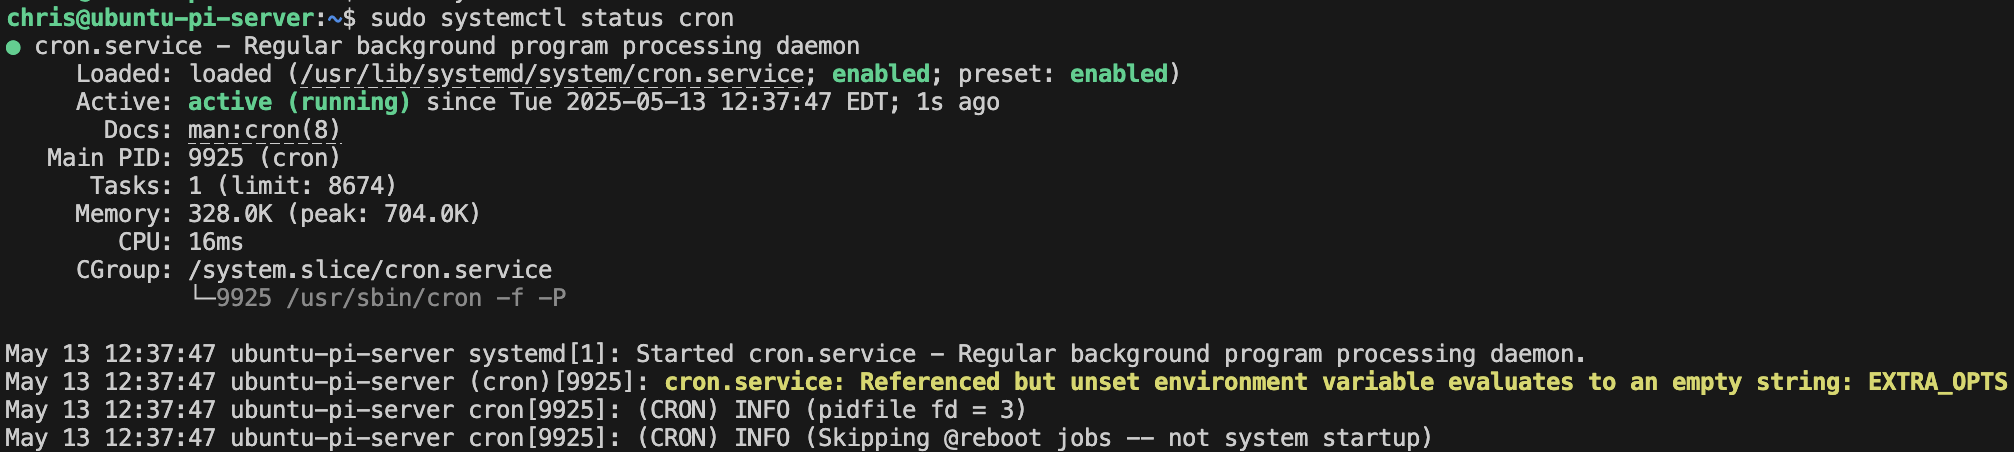 chris@ubuntu-pi-server:~$ sudo systemctl status cron
● cron.service - Regular background program processing daemon
     Loaded: loaded (/usr/lib/systemd/system/cron.service; enabled; preset: enabled)
     Active: active (running) since Tue 2025-05-13 12:37:47 EDT; 1s ago
       Docs: man:cron(8)
   Main PID: 9925 (cron)
      Tasks: 1 (limit: 8674)
     Memory: 328.0K (peak: 704.0K)
        CPU: 16ms
     CGroup: /system.slice/cron.service
             └─9925 /usr/sbin/cron -f -P

May 13 12:37:47 ubuntu-pi-server systemd[1]: Started cron.service - Regular background program processing daemon.
May 13 12:37:47 ubuntu-pi-server (cron)[9925]: cron.service: Referenced but unset environment variable evaluates to an empty string: EXTRA_OPTS
May 13 12:37:47 ubuntu-pi-server cron[9925]: (CRON) INFO (pidfile fd = 3)
May 13 12:37:47 ubuntu-pi-server cron[9925]: (CRON) INFO (Skipping @reboot jobs -- not system startup)